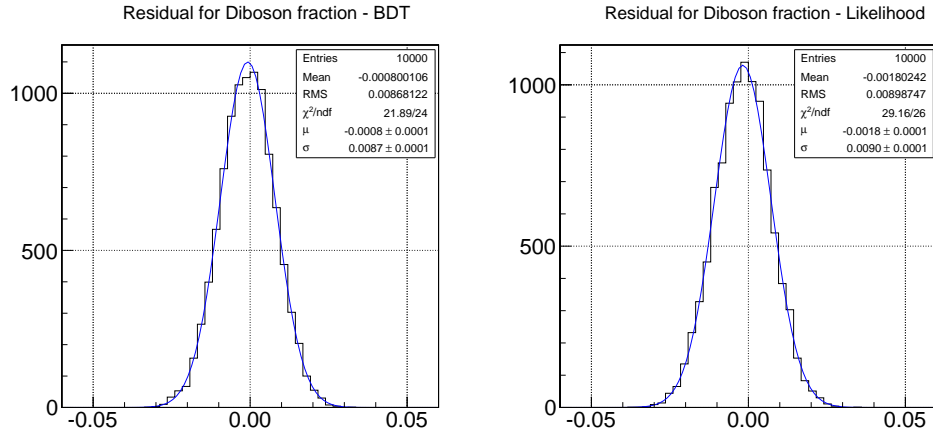 Residual for Diboson fraction - BDT
Entries 10000
Mean -0.000800106
RMS 0.00868122
χ²/ndf 21.89/24
μ -0.0008 ± 0.0001
σ 0.0087 ± 0.0001
1000
500
0
-0.05 0.00 0.05
Residual for Diboson fraction - Likelihood
Entries 10000
Mean -0.00180242
RMS 0.00898747
χ²/ndf 29.16/26
μ -0.0018 ± 0.0001
σ 0.0090 ± 0.0001
1000
500
0
-0.05 0.00 0.05